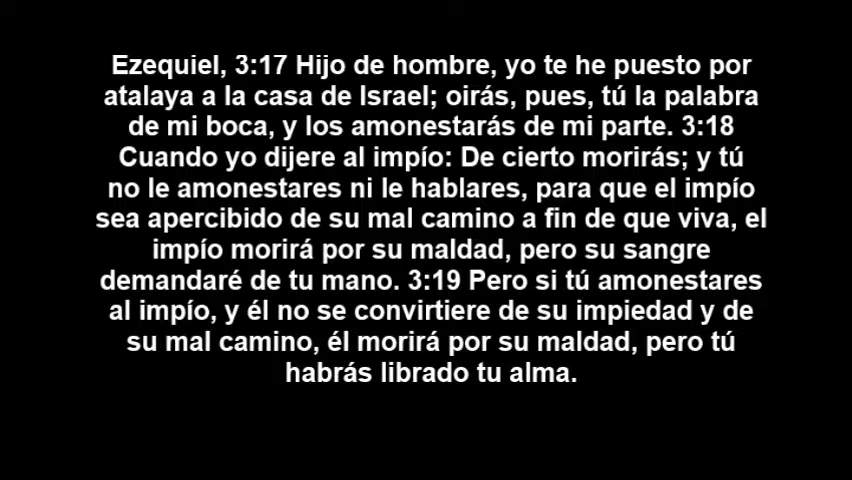 Ezequiel, 3:17 Hijo de hombre, yo te he puesto por
atalaya a la casa de Israel; oirás, pues, tú la palabra
de mi boca, y los amonestarás de mi parte. 3:18
Cuando yo dijere al impío: De cierto morirás; y tú
no le amonestares ni le hablares, para que el impío
sea apercibido de su mal camino a fin de que viva, el
impío morirá por su maldad, pero su sangre
demandaré de tu mano. 3:19 Pero si tú amonestares
al impío, y él no se convirtiere de su impiedad y de
su mal camino, él morirá por su maldad, pero tú
habrás librado tu alma.